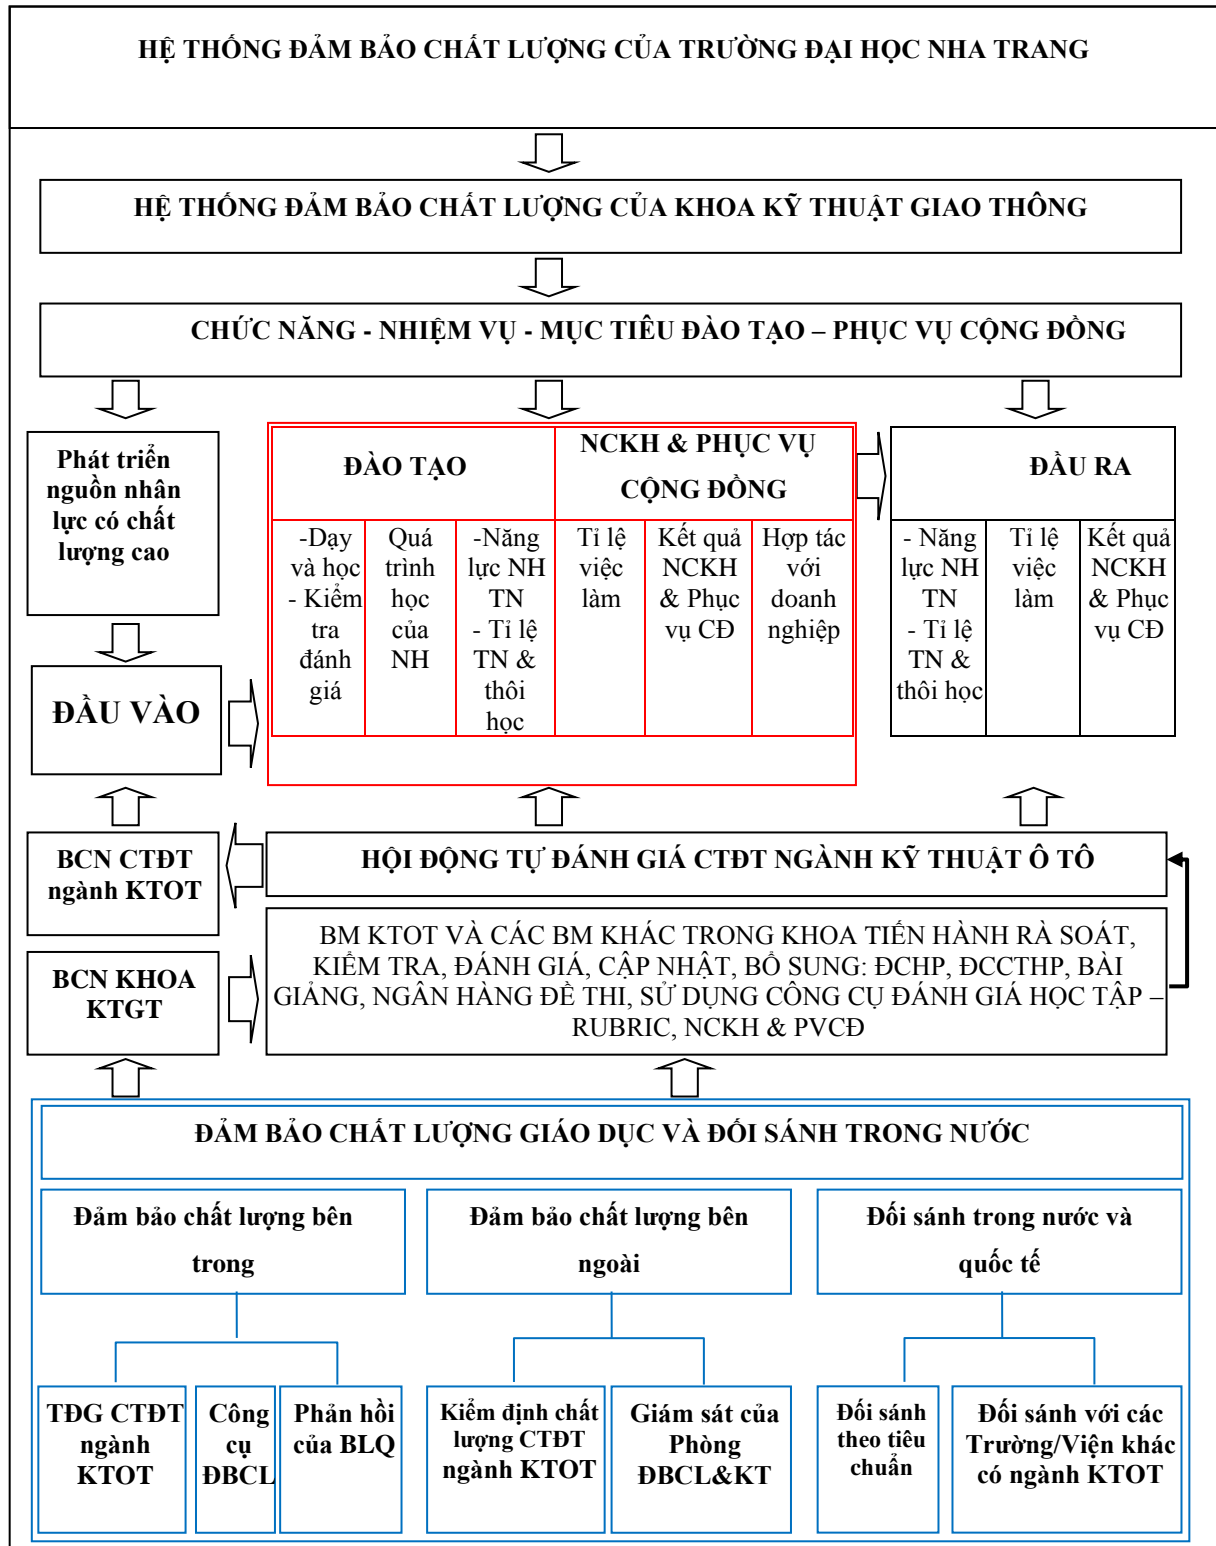 HỆ THỐNG ĐẢM BẢO CHẤT LƯỢNG CỦA TRƯỜNG ĐẠI HỌC NHA TRANG
HỆ THỐNG ĐẢM BẢO CHẤT LƯỢNG CỦA KHOA KỸ THUẬT GIAO THÔNG
CHỨC NĂNG - NHIỆM VỤ - MỤC TIÊU ĐÀO TẠO – PHỤC VỤ CỘNG ĐỒNG
Phát triển
nguồn nhân
lực có chất
lượng cao
ĐẦU VÀO
ĐÀO TẠO
-Dạy
và học
- Kiểm
tra
đánh
giá
Quá
trình
học
của
NH
-Năng
lực NH
TN
- Tỉ lệ
TN &
thôi
học
NCKH & PHỤC VỤ
CỘNG ĐỒNG
Tỉ lệ
việc
làm
Kết quả
NCKH
& Phục
vụ CĐ
Hợp tác
với
doanh
nghiệp
ĐẦU RA
- Năng
lực NH
TN
- Tỉ lệ
TN &
thôi học
Tỉ lệ
việc
làm
Kết quả
NCKH
& Phục
vụ CĐ
BCN CTĐT
ngành KTOT
HỘI ĐỘNG TỰ ĐÁNH GIÁ CTĐT NGÀNH KỸ THUẬT Ô TÔ
BCN KHOA
KTGT
BM KTOT VÀ CÁC BM KHÁC TRONG KHOA TIẾN HÀNH RÀ SOÁT,
KIỂM TRA, ĐÁNH GIÁ, CẬP NHẬT, BỔ SUNG: ĐCHP, ĐCCTHP, BÀI
GIẢNG, NGÂN HÀNG ĐỀ THI, SỬ DỤNG CÔNG CỤ ĐÁNH GIÁ HỌC TẬP –
RUBRIC, NCKH & PVCĐ
ĐẢM BẢO CHẤT LƯỢNG GIÁO DỤC VÀ ĐỐI SÁNH TRONG NƯỚC
Đảm bảo chất lượng bên
trong
Đảm bảo chất lượng bên
ngoài
Đối sánh trong nước và
quốc tế
TĐG CTĐT
ngành
KTOT
Công
cụ
ĐBCL
Phản hồi
của BLQ
Kiểm định chất
lượng CTĐT
ngành KTOT
Giám sát của
Phòng
ĐBCL&KT
Đối sánh
theo tiêu
chuẩn
Đối sánh với các
Trường/Viện khác
có ngành KTOT